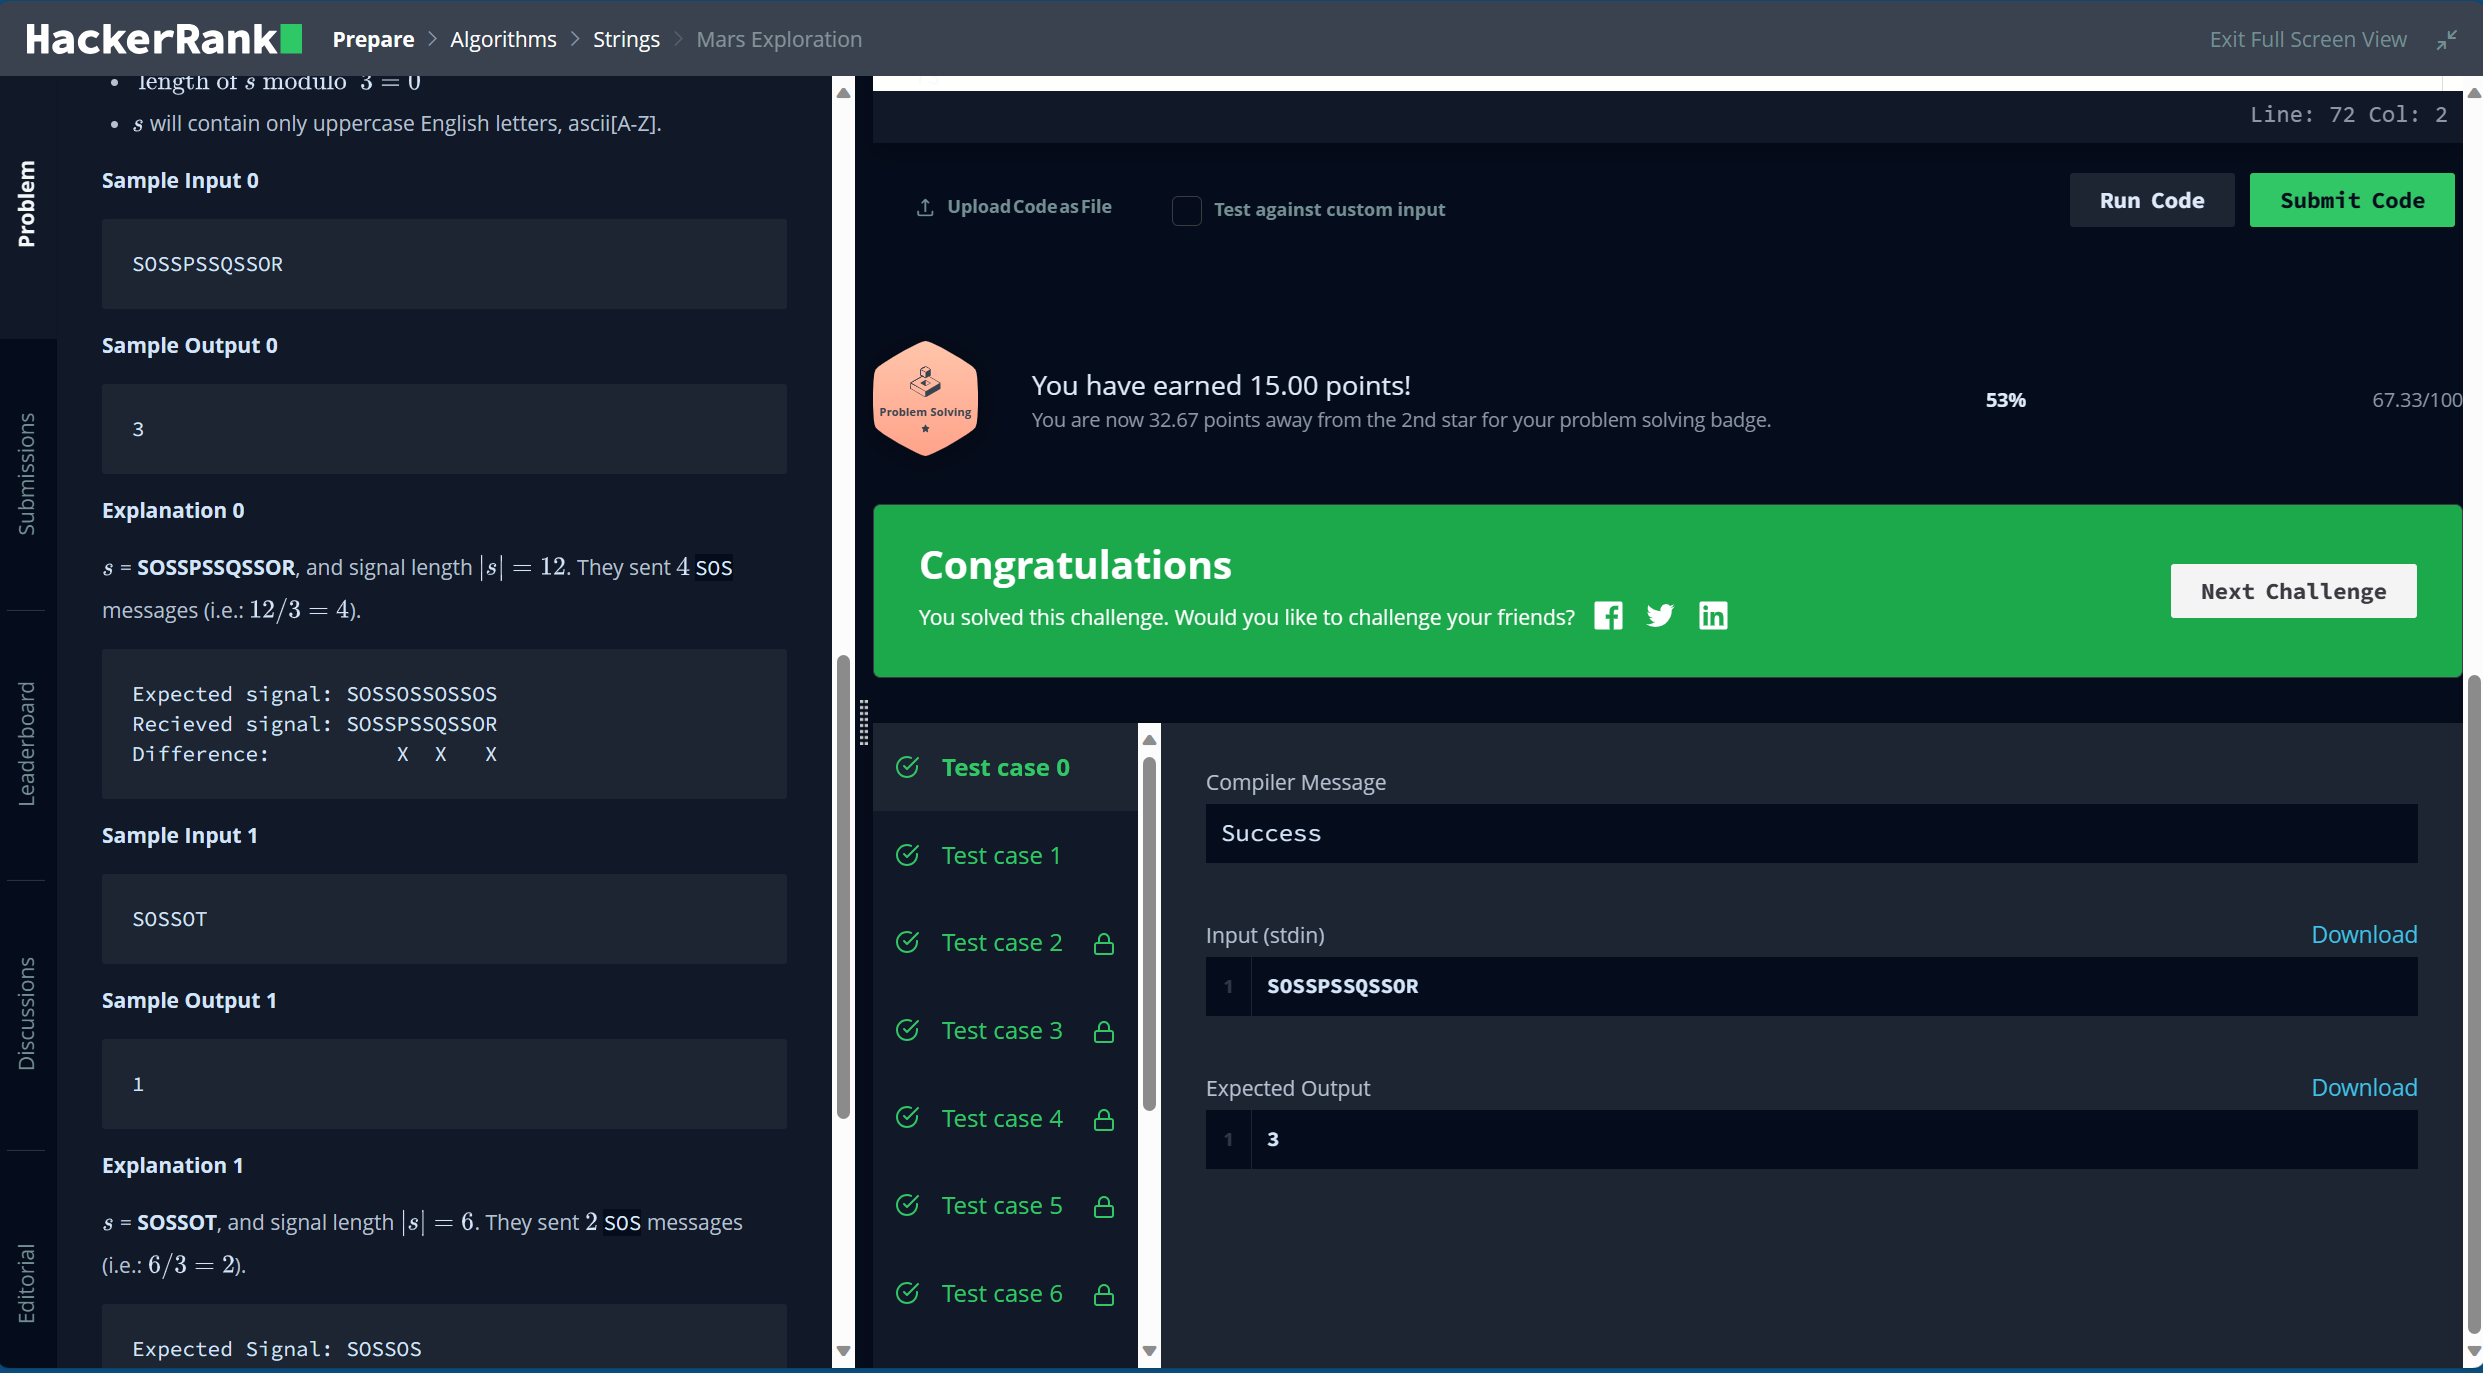 HackerRank
Prepare > Algorithms > Strings > Mars Exploration
Exit Full Screen View
Problem
Submissions
Leaderboard
Discussions
Editorial
• length of s modulo 3 = 0
• s will contain only uppercase English letters, ascii[A-Z].
Sample Input 0
SOSSPSSQSSOR
Sample Output 0
3
Explanation 0
s = SOSSPSSQSSOR, and signal length |s| = 12. They sent 4 SOS
messages (i.e.: 12/3 = 4).
Expected signal: SOSSOSSOSSOS
Recieved signal: SOSSPSSQSSOR
Difference: X X X
Sample Input 1
SOSSOT
Sample Output 1
1
Explanation 1
s = SOSSOT, and signal length |s| = 6. They sent 2 SOS messages
(i.e.: 6/3 = 2).
Expected Signal: SOSSOS
Line: 72 Col: 2
Upload Code as File
Test against custom input
Run Code
Submit Code
Problem Solving
You have earned 15.00 points!
You are now 32.67 points away from the 2nd star for your problem solving badge.
53%
67.33/100
Congratulations
You solved this challenge. Would you like to challenge your friends?
Next Challenge
Test case 0
Test case 1
Test case 2
Test case 3
Test case 4
Test case 5
Test case 6
Compiler Message
Success
Input (stdin)
Download
1 SOSSPSSQSSOR
Expected Output
Download
1 3